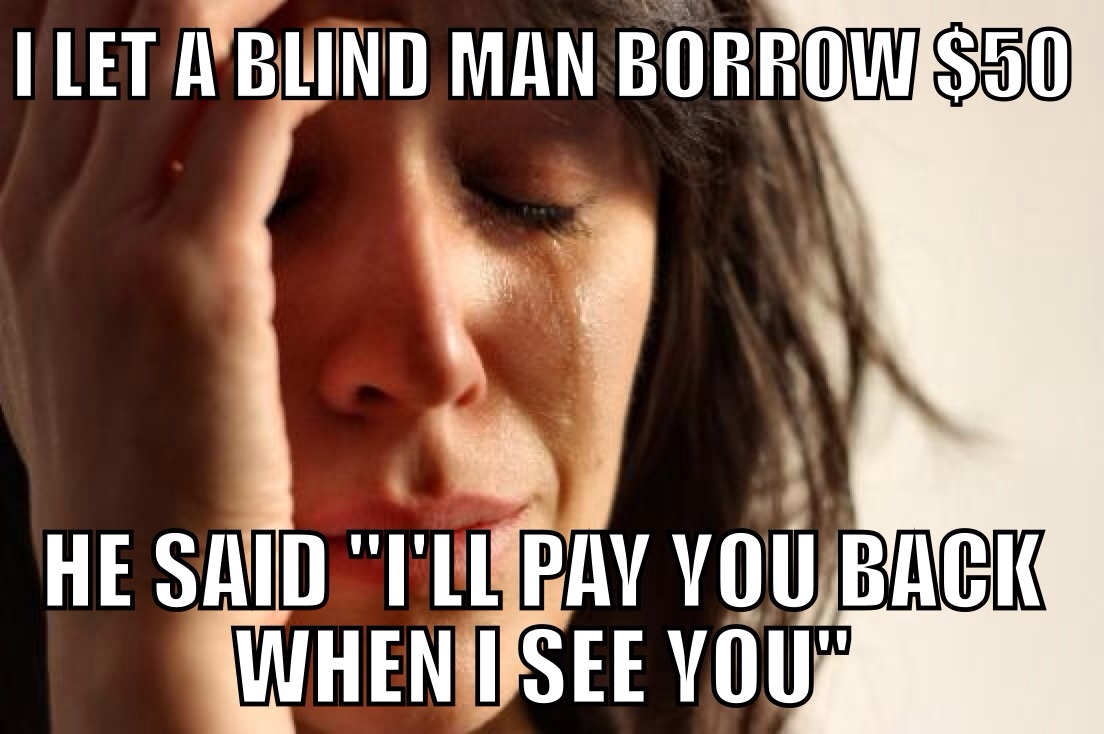 I LET A BLIND MAN BORROW $50
HE SAID "I'LL PAY YOU BACK
WHEN I SEE YOU"